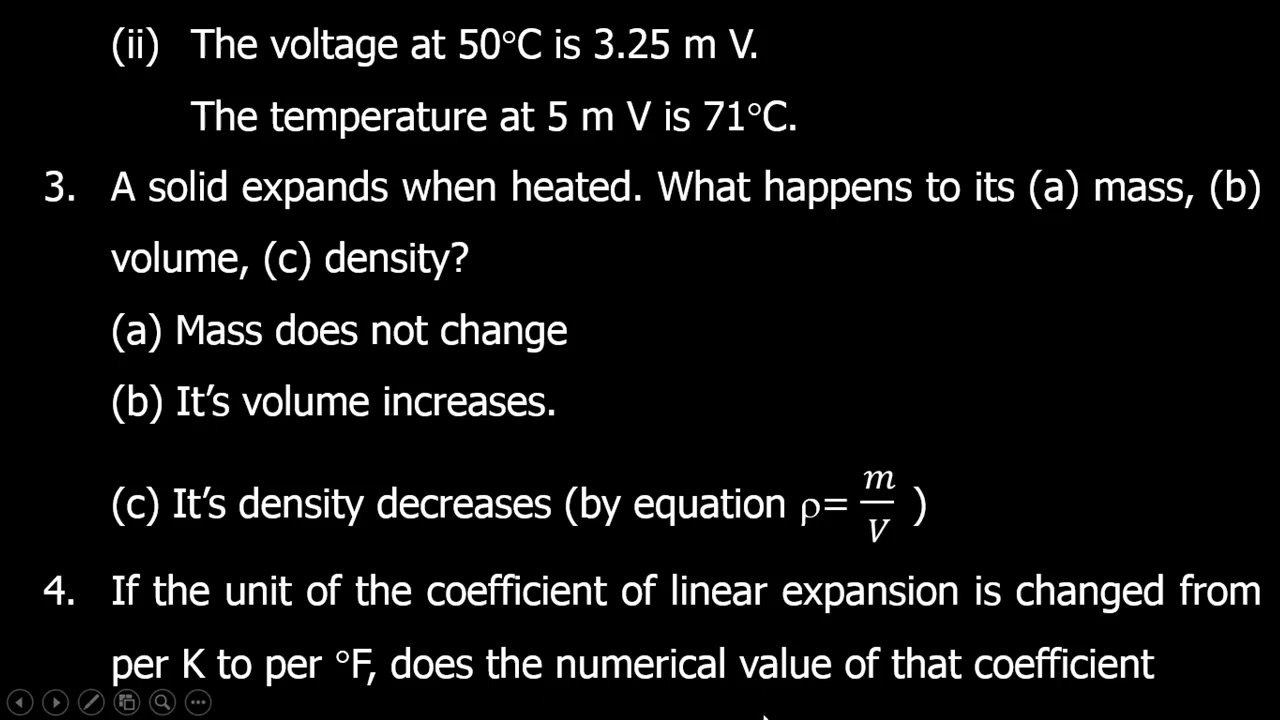 (ii) The voltage at 50°C is 3.25 m V.
The temperature at 5 m V is 71°C.
3. A solid expands when heated. What happens to its (a) mass, (b)
volume, (c) density?
(a) Mass does not change
(b) It’s volume increases.
(c) It’s density decreases (by equation ρ= m/V )
4. If the unit of the coefficient of linear expansion is changed from
per K to per °F, does the numerical value of that coefficient